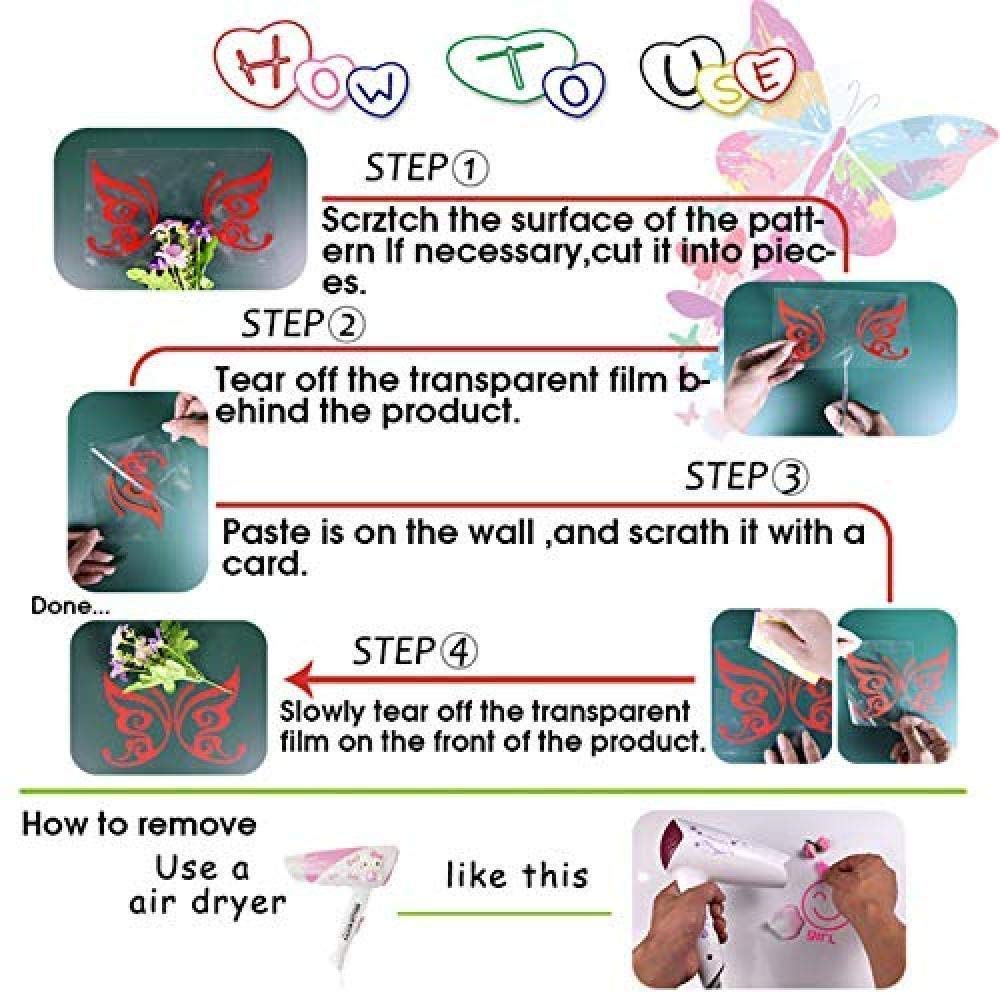 How To Use
STEP①
Scrztch the surface of the patt-
ern If necessary,cut it into piec-
es.
STEP②
Tear off the transparent film b-
ehind the product.
STEP③
Paste is on the wall ,and scrath it with a
card.
Done...
STEP④
Slowly tear off the transparent
film on the front of the product.
How to remove
Use a
air dryer
like this
girl